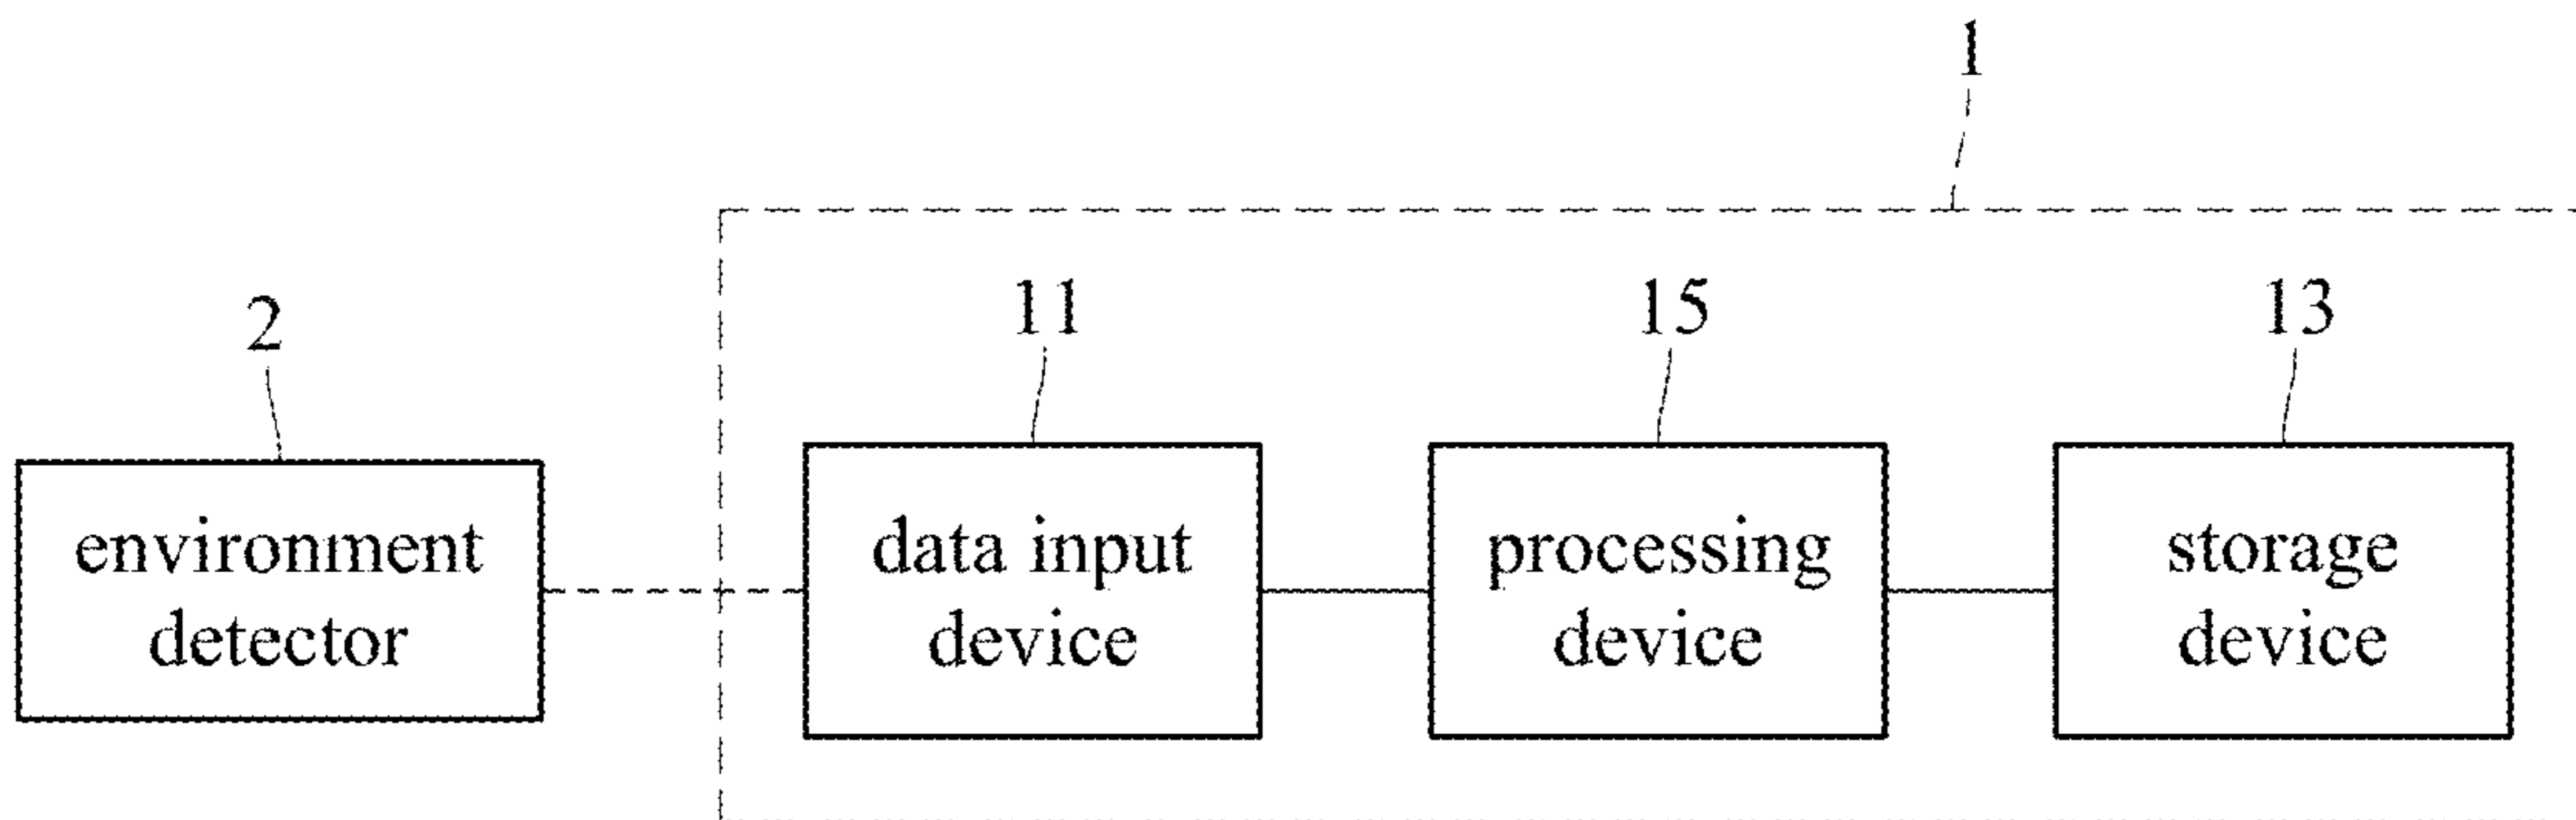 1
2
11
15
13
environment
detector
data input
device
processing
device
storage
device